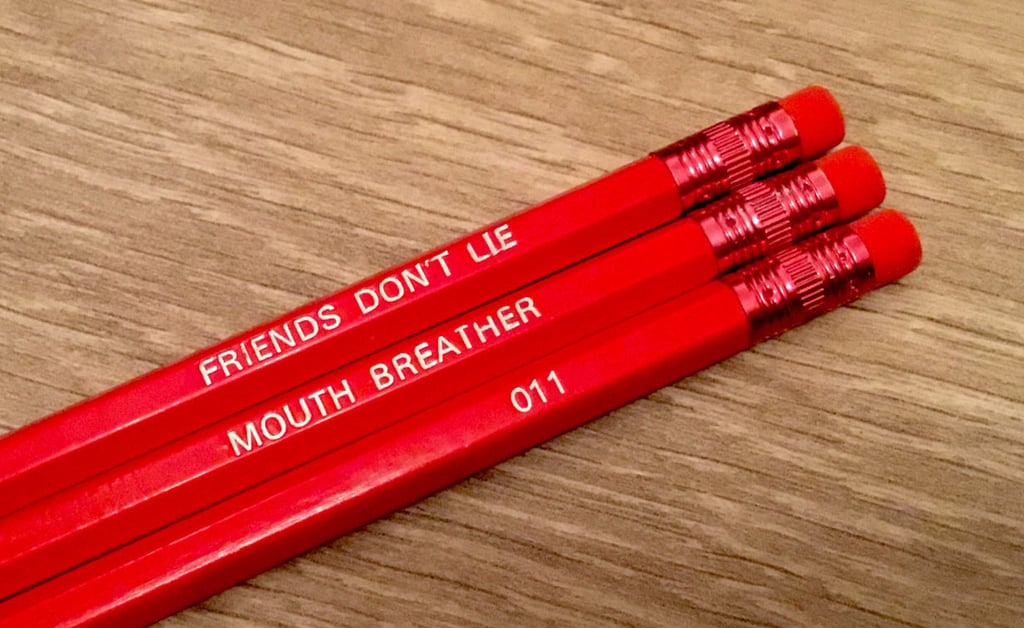 FRIENDS DON'T LIE
MOUTH BREATHER
011